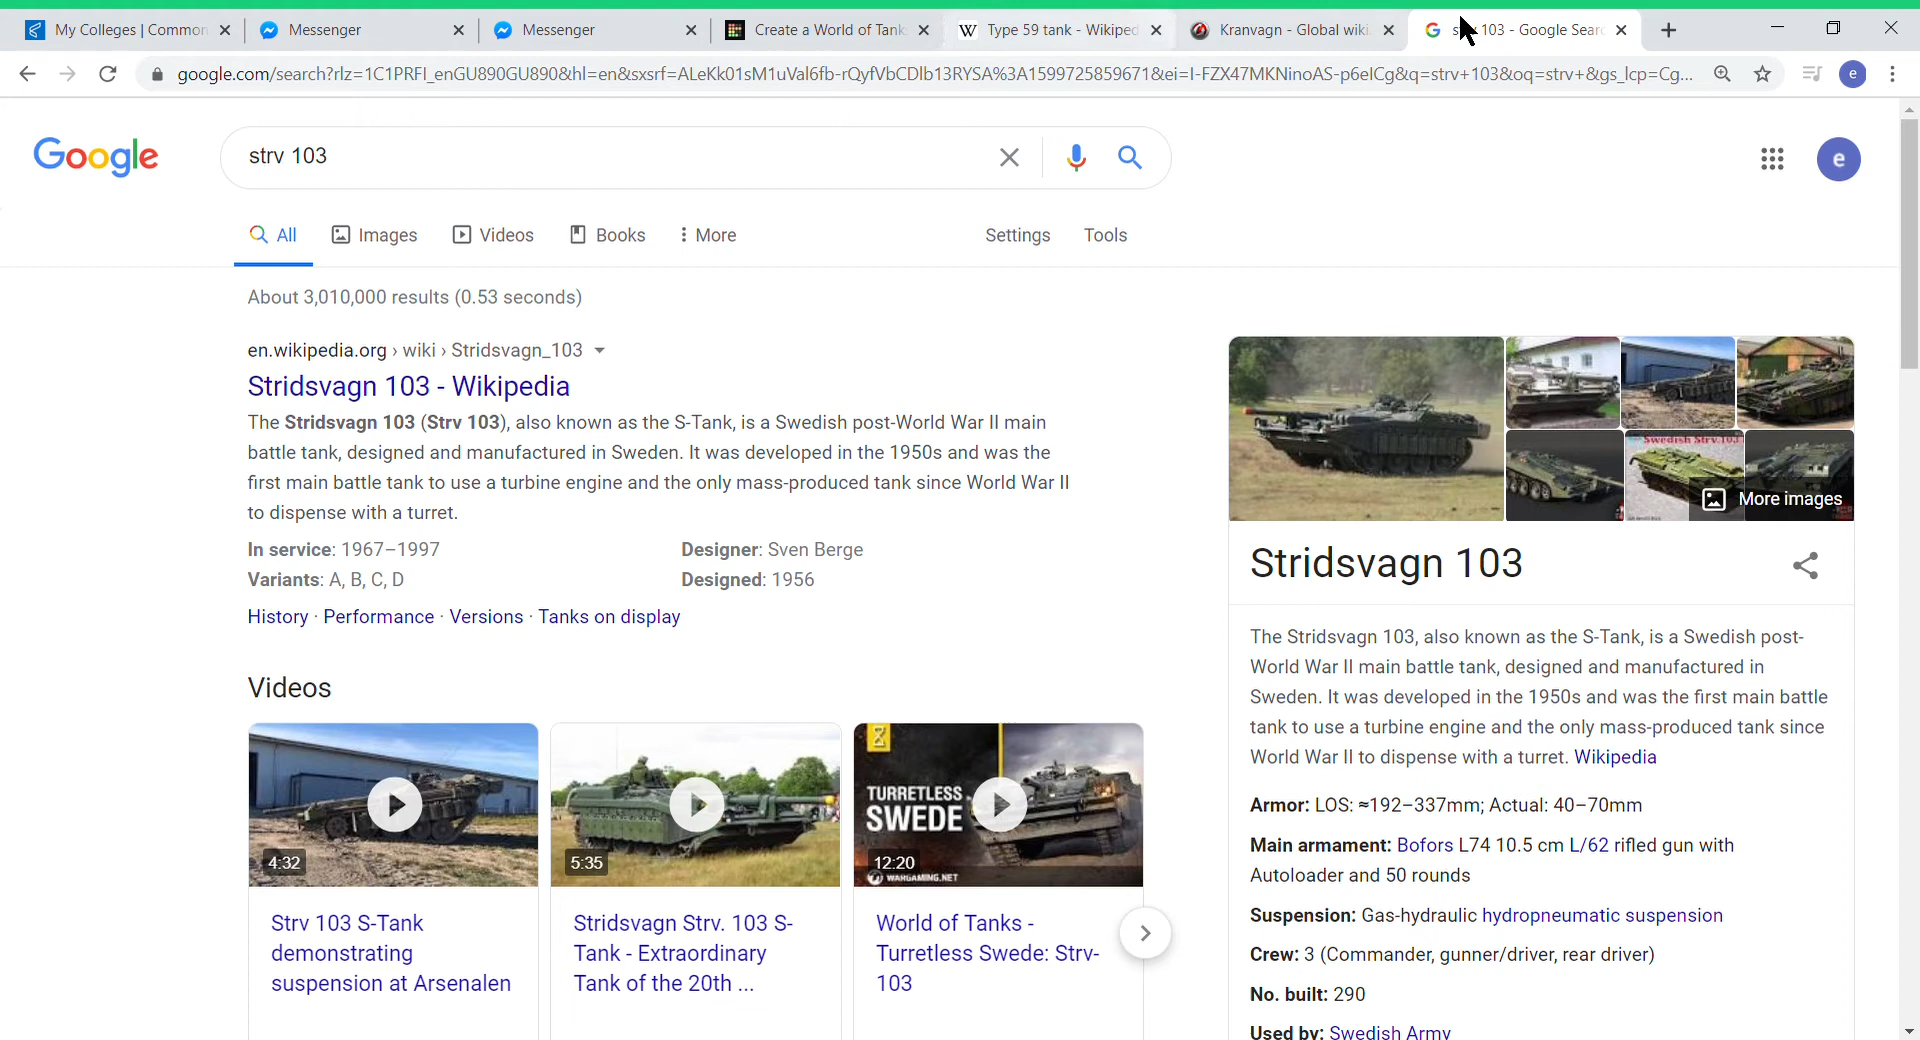 My Colleges | Common
Messenger
Messenger
Create a World of Tank
Type 59 tank - Wikiped
Kranvagn - Global wiki.
103 - Google Sear
google.com/search?rlz=1C1PRFI_enGU890GU890&hl=en&sxsrf=ALeKk01sM1uVal6fb-rQyfVbCDlb13RYSA%3A1599725859671&ei=I-FZX47MKNinoAS-p6eICg&q=strv+103&oq=strv+&gs_lcp=Cg...
e
Google
strv 103
e
All
Images
Videos
Books
More
Settings
Tools
About 3,010,000 results (0.53 seconds)
en.wikipedia.org › wiki › Stridsvagn_103
Stridsvagn 103 - Wikipedia
The Stridsvagn 103 (Strv 103), also known as the S-Tank, is a Swedish post-World War II main
battle tank, designed and manufactured in Sweden. It was developed in the 1950s and was the
first main battle tank to use a turbine engine and the only mass-produced tank since World War II
to dispense with a turret.
In service: 1967–1997
Designer: Sven Berge
Variants: A, B, C, D
Designed: 1956
History · Performance · Versions · Tanks on display
Videos
4:32
5:35
TURRETLESS
SWEDE
12:20
WARGAMING.NET
Strv 103 S-Tank
demonstrating
suspension at Arsenalen
Stridsvagn Strv. 103 S-
Tank - Extraordinary
Tank of the 20th ...
World of Tanks -
Turretless Swede: Strv-
103
Swedish Strv.103
More images
Stridsvagn 103
The Stridsvagn 103, also known as the S-Tank, is a Swedish post-
World War II main battle tank, designed and manufactured in
Sweden. It was developed in the 1950s and was the first main battle
tank to use a turbine engine and the only mass-produced tank since
World War II to dispense with a turret. Wikipedia
Armor: LOS: ≈192–337mm; Actual: 40–70mm
Main armament: Bofors L74 10.5 cm L/62 rifled gun with
Autoloader and 50 rounds
Suspension: Gas-hydraulic hydropneumatic suspension
Crew: 3 (Commander, gunner/driver, rear driver)
No. built: 290
Used by: Swedish Army